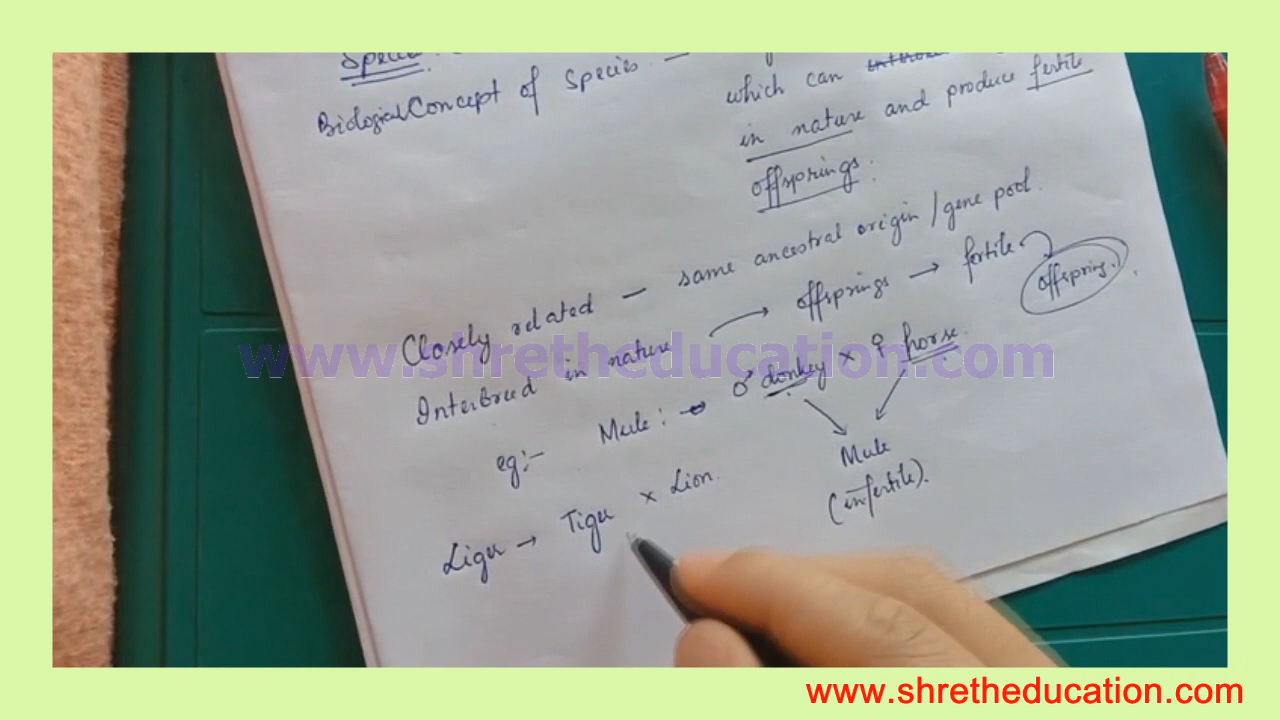 Species
Biological Concept of Species. —
which can
in nature and produce fertile
offsprings.
Closely related — same ancestral origin / gene pool.
Interbreed in nature → offsprings → fertile
offspring.
eg:- Mule: → ♂ donkey × ♀ horse.
Mule
(infertile).
Liger → Tiger × Lion.
www.shretheducation.com
www.shretheducation.com